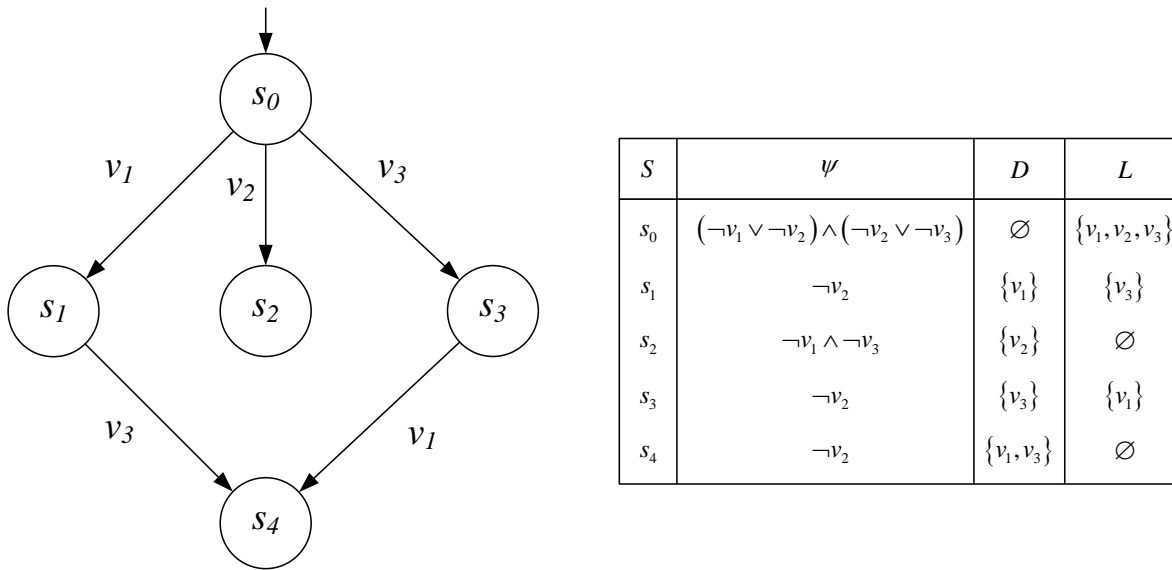 s0
v1
v2
v3
s1
s2
s3
v3
v1
s4
S ψ D L
s0 (¬v1 ∨ ¬v2) ∧ (¬v2 ∨ ¬v3) ∅ {v1, v2, v3}
s1 ¬v2 {v1} {v3}
s2 ¬v1 ∧ ¬v3 {v2} ∅
s3 ¬v2 {v3} {v1}
s4 ¬v2 {v1, v3} ∅